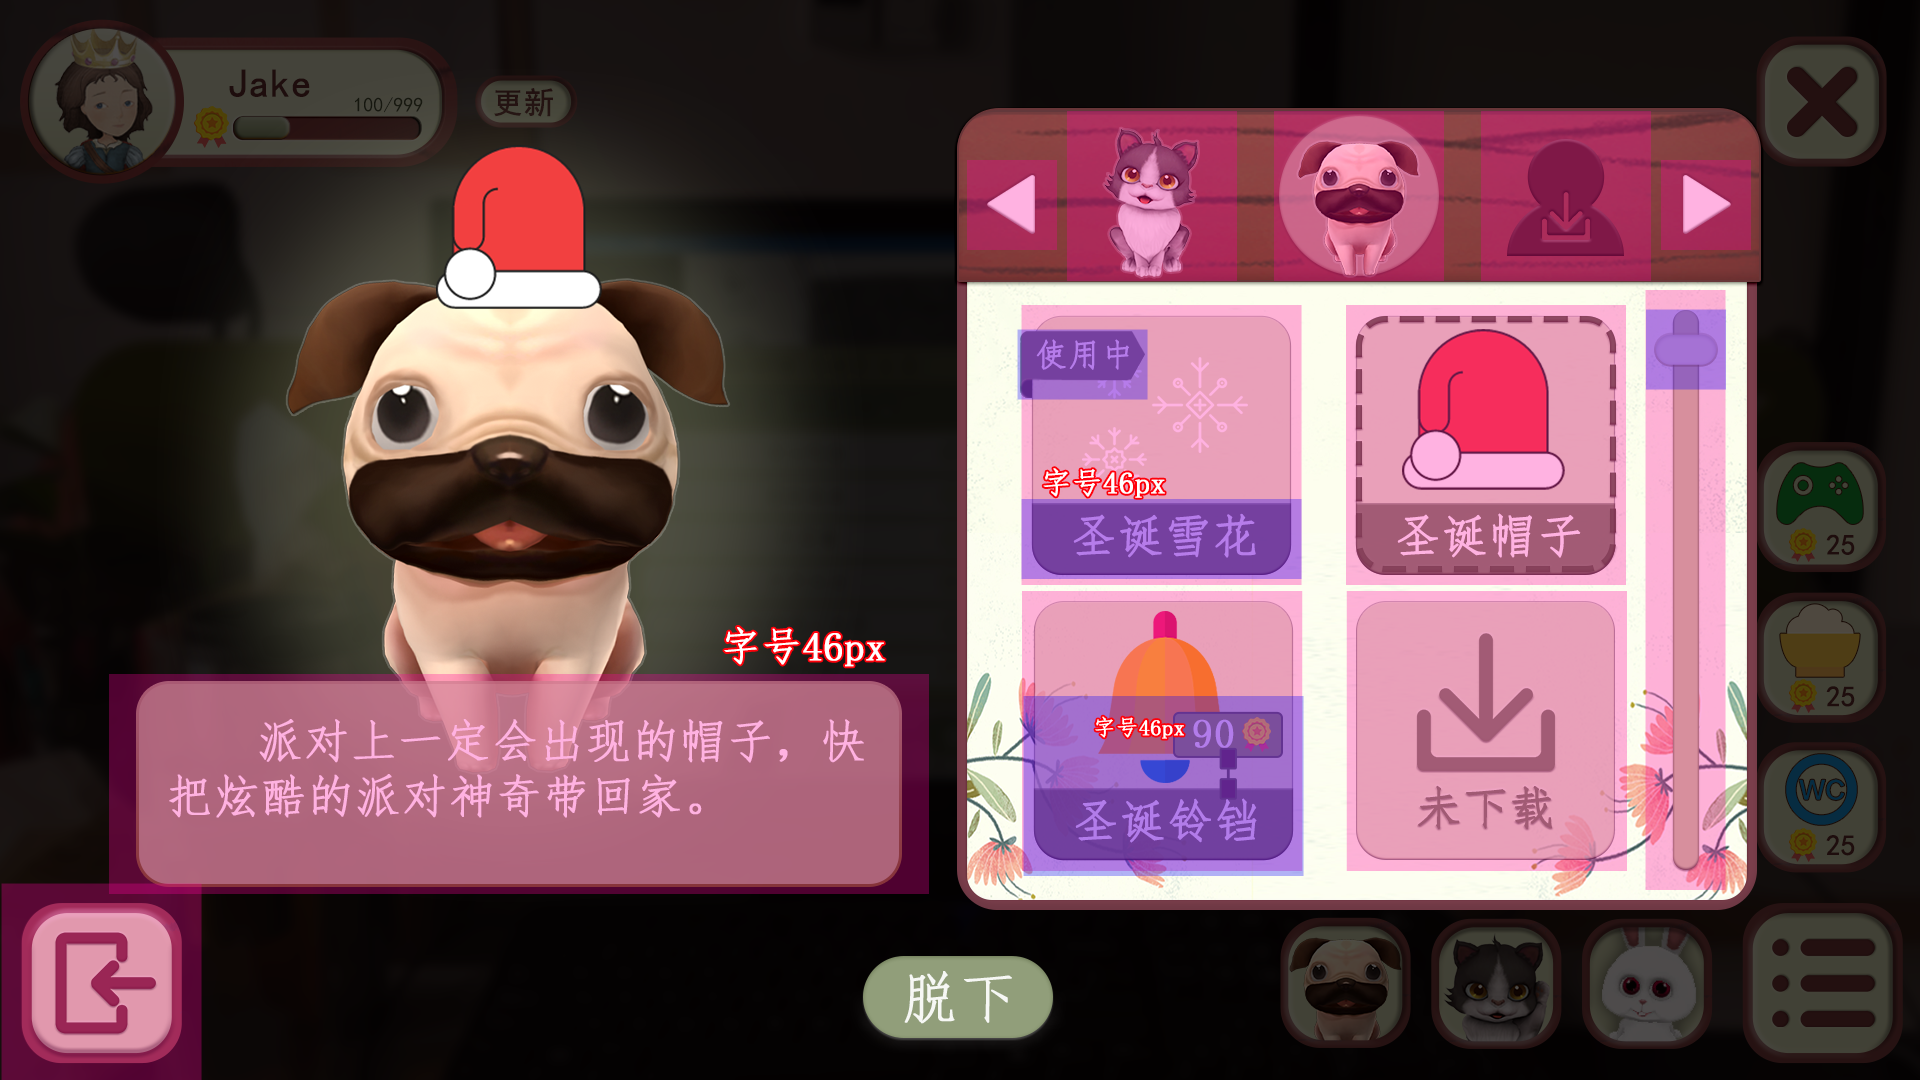 Jake
100/999
更新
使用中
字号46px
圣诞雪花
圣诞帽子
字号46px
派对上一定会出现的帽子，快
把炫酷的派对神奇带回家。
字号46px
90
圣诞铃铛
未下载
25
25
WC
25
脱下